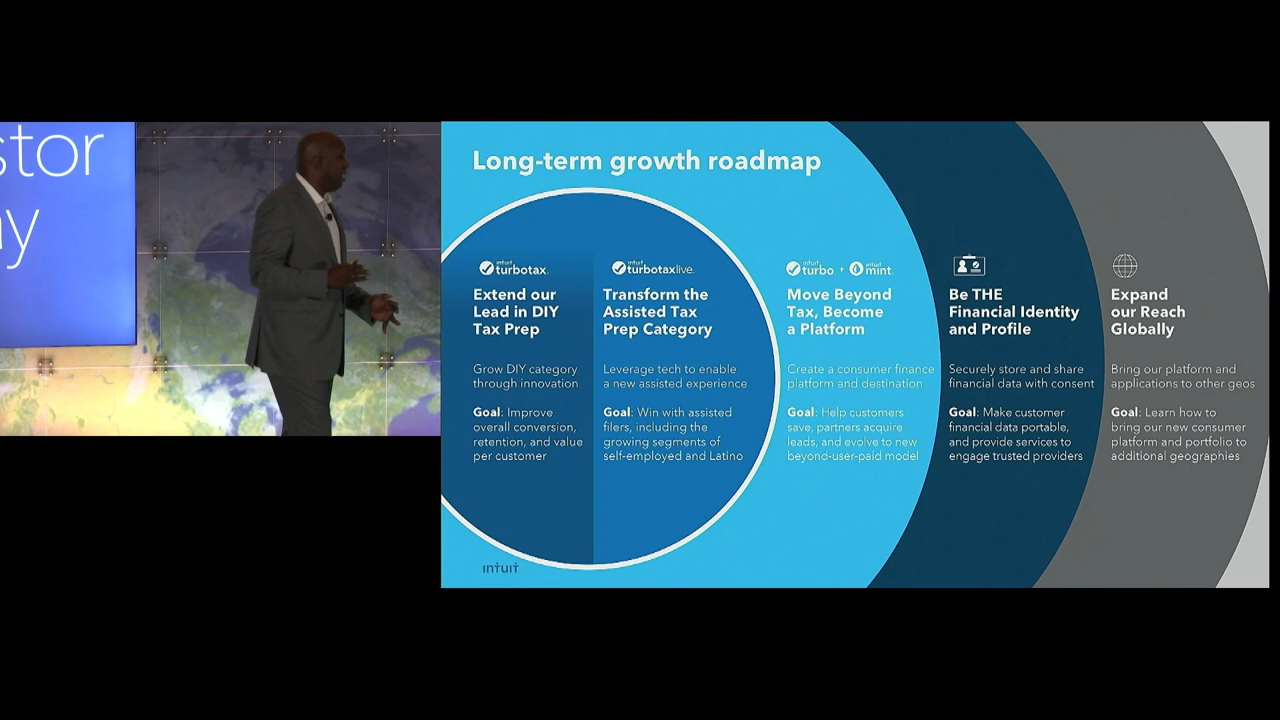 stor
ay
Long-term growth roadmap
intuit
turbotax.
Extend our
Lead in DIY
Tax Prep
Grow DIY category
through innovation
Goal: Improve
overall conversion,
retention, and value
per customer
intuit
turbotaxlive.
Transform the
Assisted Tax
Prep Category
Leverage tech to enable
a new assisted experience
Goal: Win with assisted
filers, including the
growing segments of
self-employed and Latino
intuit intuit
turbo + mint
Move Beyond
Tax, Become
a Platform
Create a consumer finance
platform and destination
Goal: Help customers
save, partners acquire
leads, and evolve to new
beyond-user-paid model
Be THE
Financial Identity
and Profile
Securely store and share
financial data with consent
Goal: Make customer
financial data portable,
and provide services to
engage trusted providers
Expand
our Reach
Globally
Bring our platform and
applications to other geos
Goal: Learn how to
bring our new consumer
platform and portfolio to
additional geographies
intuit